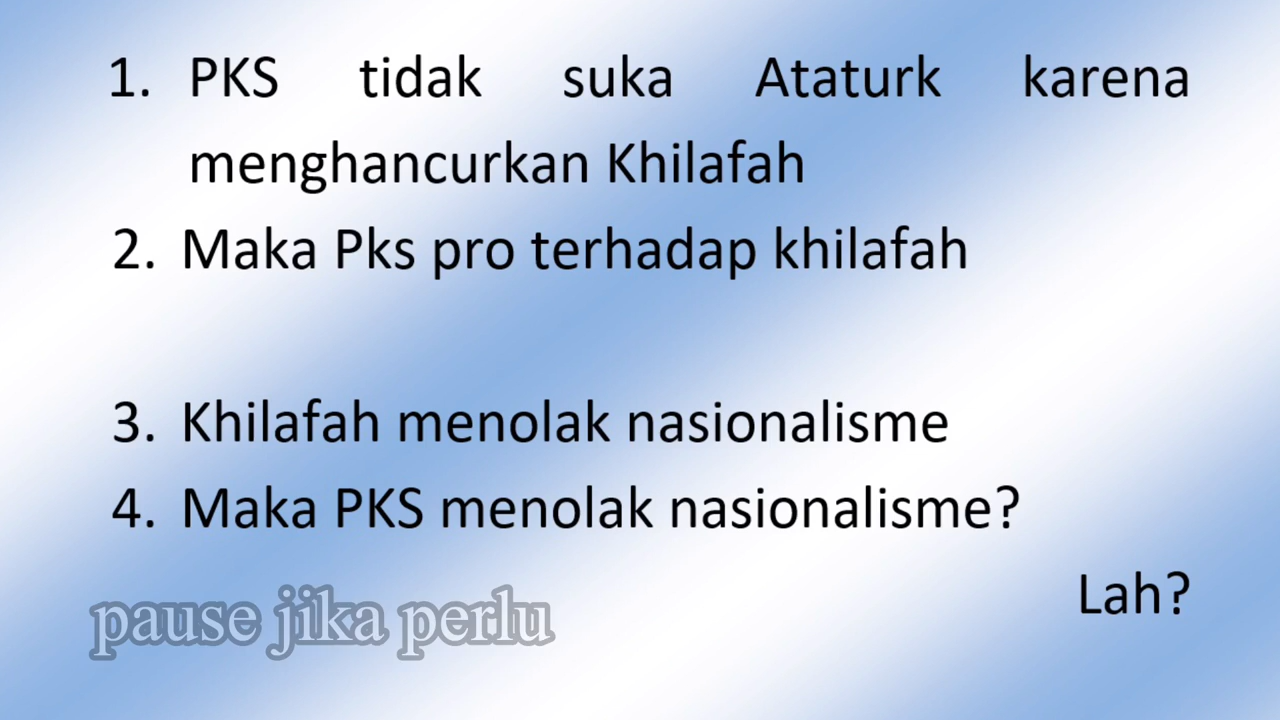 1. PKS tidak suka Ataturk karena
menghancurkan Khilafah
2. Maka Pks pro terhadap khilafah
3. Khilafah menolak nasionalisme
4. Maka PKS menolak nasionalisme?
Lah?
pause jika perlu